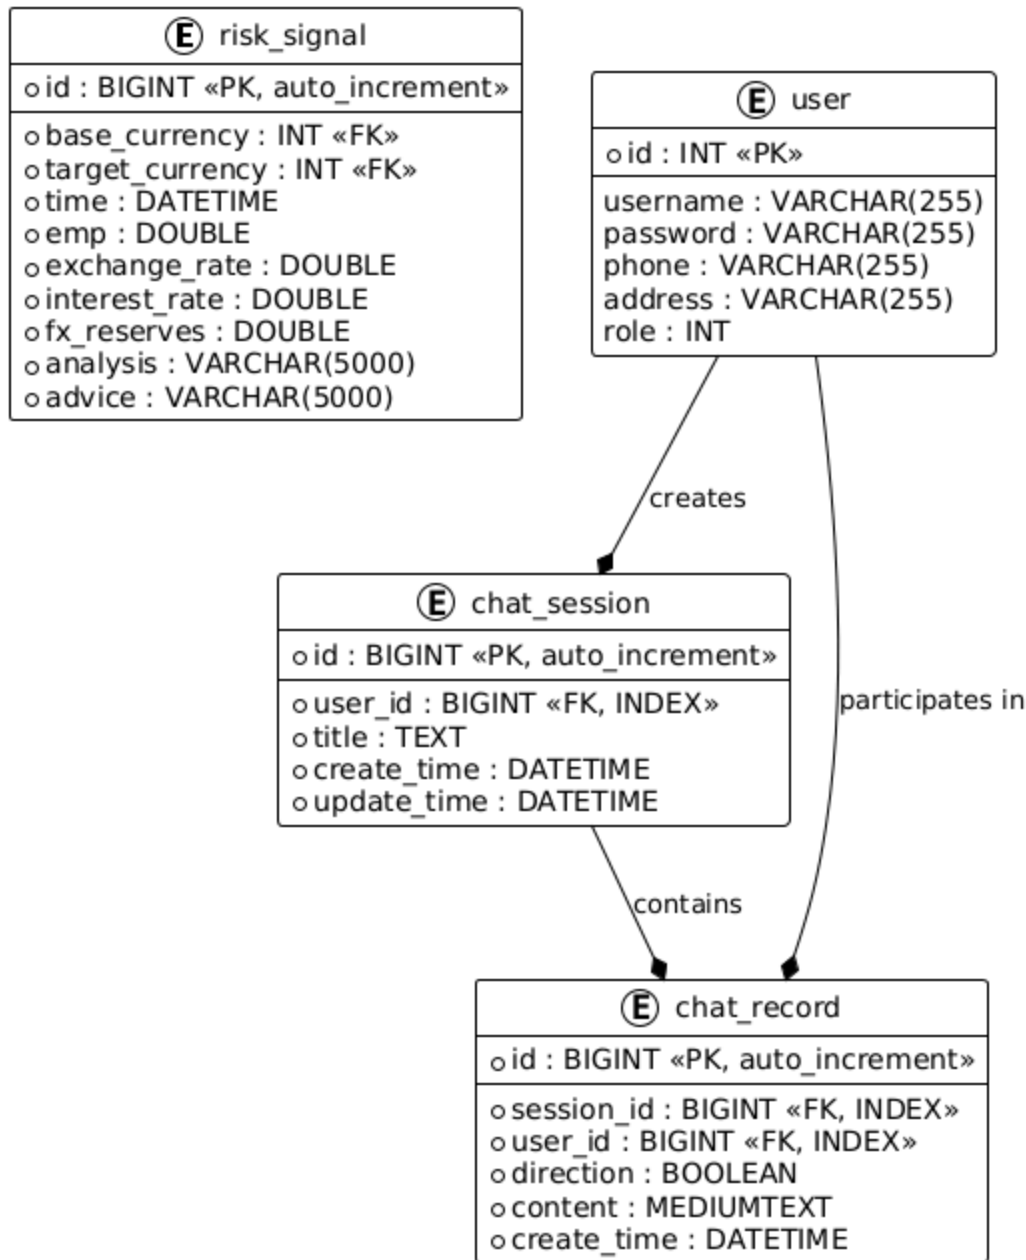 E risk_signal
id : BIGINT «PK, auto_increment»
base_currency : INT «FK»
target_currency : INT «FK»
time : DATETIME
emp : DOUBLE
exchange_rate : DOUBLE
interest_rate : DOUBLE
fx_reserves : DOUBLE
analysis : VARCHAR(5000)
advice : VARCHAR(5000)
E user
id : INT «PK»
username : VARCHAR(255)
password : VARCHAR(255)
phone : VARCHAR(255)
address : VARCHAR(255)
role : INT
creates
E chat_session
id : BIGINT «PK, auto_increment»
user_id : BIGINT «FK, INDEX»
title : TEXT
create_time : DATETIME
update_time : DATETIME
participates in
contains
E chat_record
id : BIGINT «PK, auto_increment»
session_id : BIGINT «FK, INDEX»
user_id : BIGINT «FK, INDEX»
direction : BOOLEAN
content : MEDIUMTEXT
create_time : DATETIME